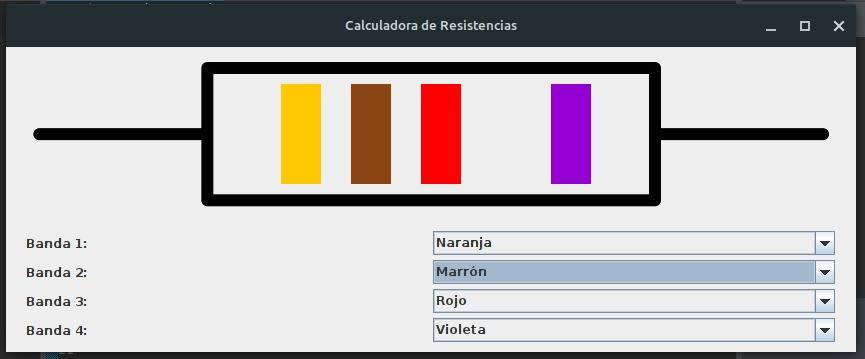 Calculadora de Resistencias
Banda 1: Naranja
Banda 2: Marrón
Banda 3: Rojo
Banda 4: Violeta